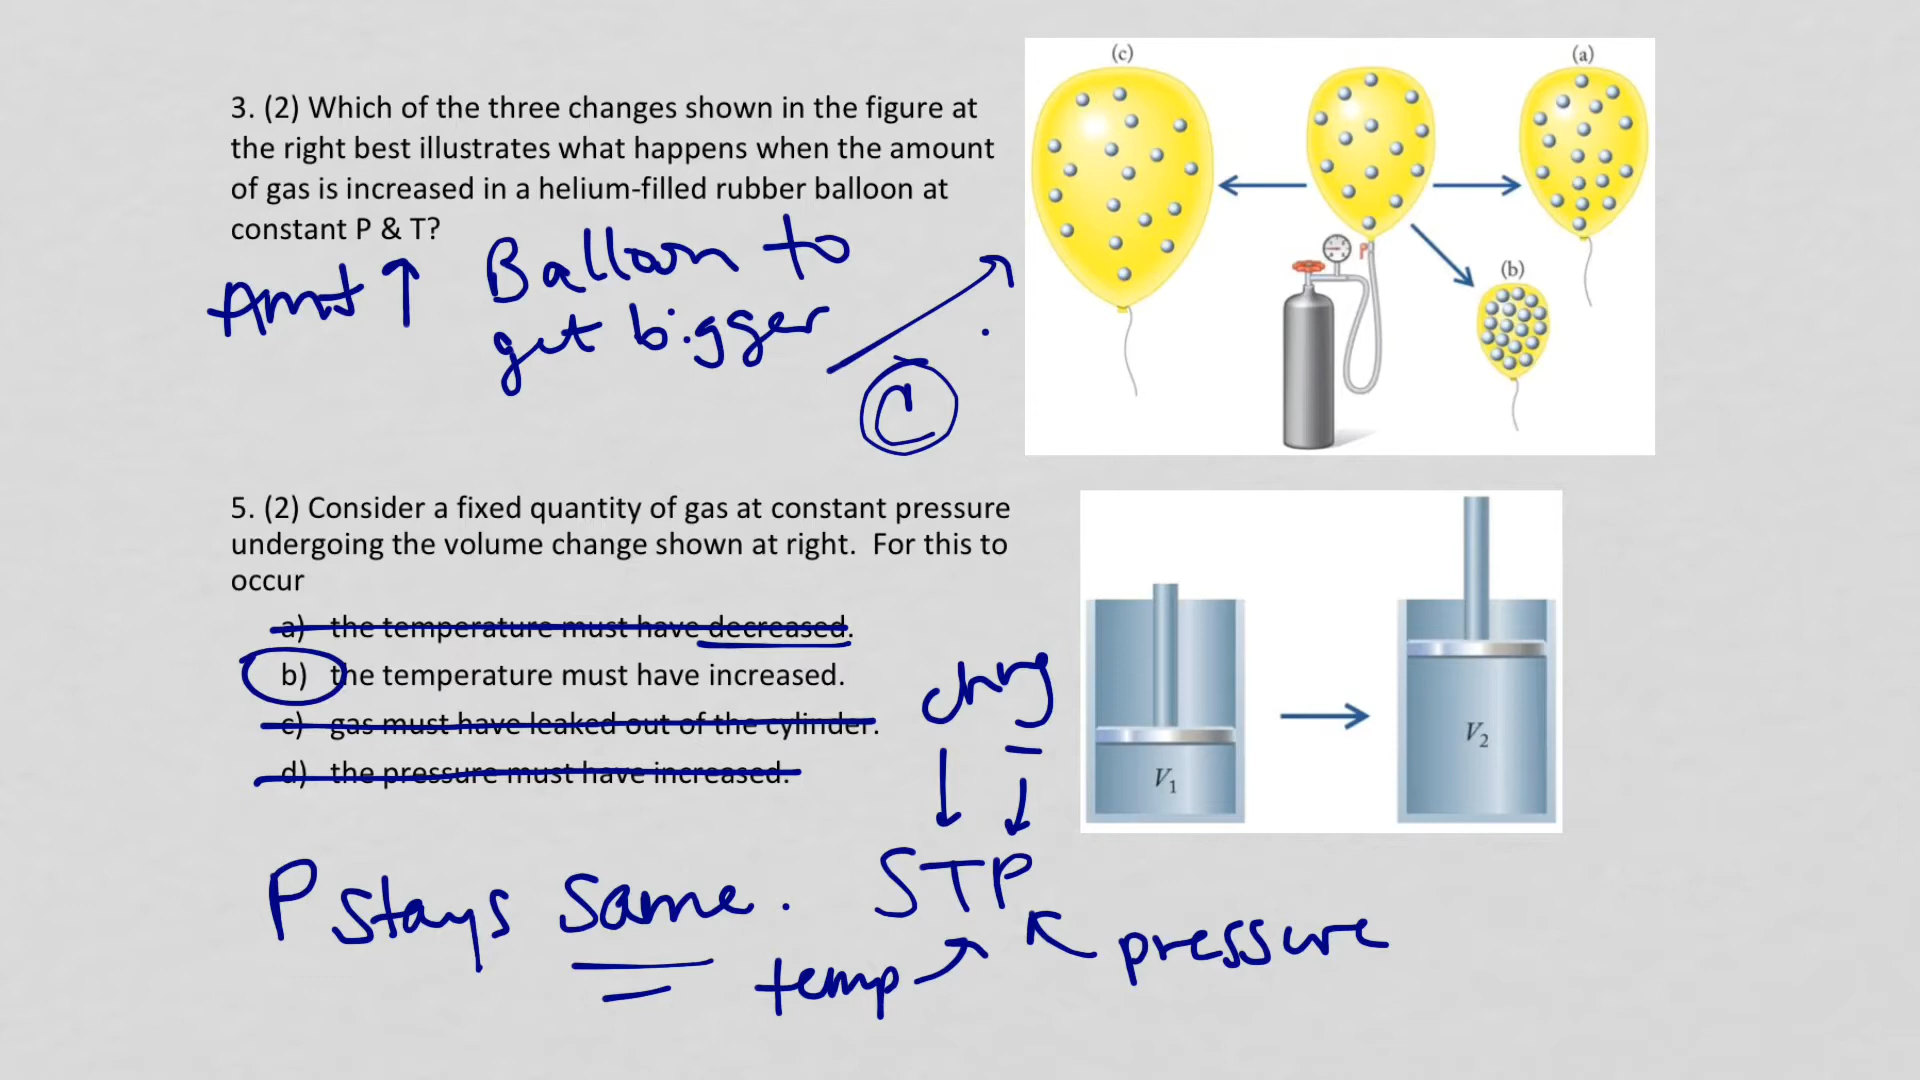 3. (2) Which of the three changes shown in the figure at
the right best illustrates what happens when the amount
of gas is increased in a helium-filled rubber balloon at
constant P & T?
Amt ↑
Balloon to
get bigger
C
(c)
(a)
(b)
P
5. (2) Consider a fixed quantity of gas at constant pressure
undergoing the volume change shown at right. For this to
occur
a) the temperature must have decreased.
b) the temperature must have increased.
c) gas must have leaked out of the cylinder.
d) the pressure must have increased.
chng
V1
V2
P stays same.
STP
temp
pressure